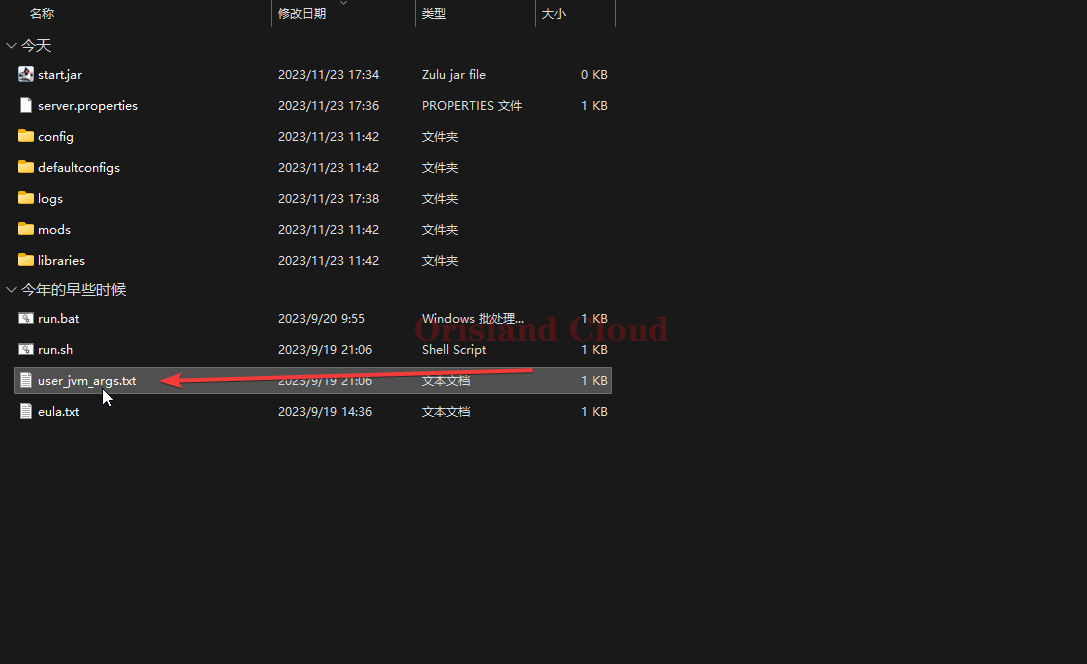 名称 修改日期 类型 大小
今天
start.jar 2023/11/23 17:34 Zulu jar file 0 KB
server.properties 2023/11/23 17:36 PROPERTIES 文件 1 KB
config 2023/11/23 11:42 文件夹
defaultconfigs 2023/11/23 11:42 文件夹
logs 2023/11/23 17:38 文件夹
mods 2023/11/23 11:42 文件夹
libraries 2023/11/23 11:42 文件夹
今年的早些时候
run.bat 2023/9/20 9:55 Windows 批处理... 1 KB
Orisland Cloud
run.sh 2023/9/19 21:06 Shell Script 1 KB
user_jvm_args.txt 2023/9/19 21:06 文本文档 1 KB
eula.txt 2023/9/19 14:36 文本文档 1 KB